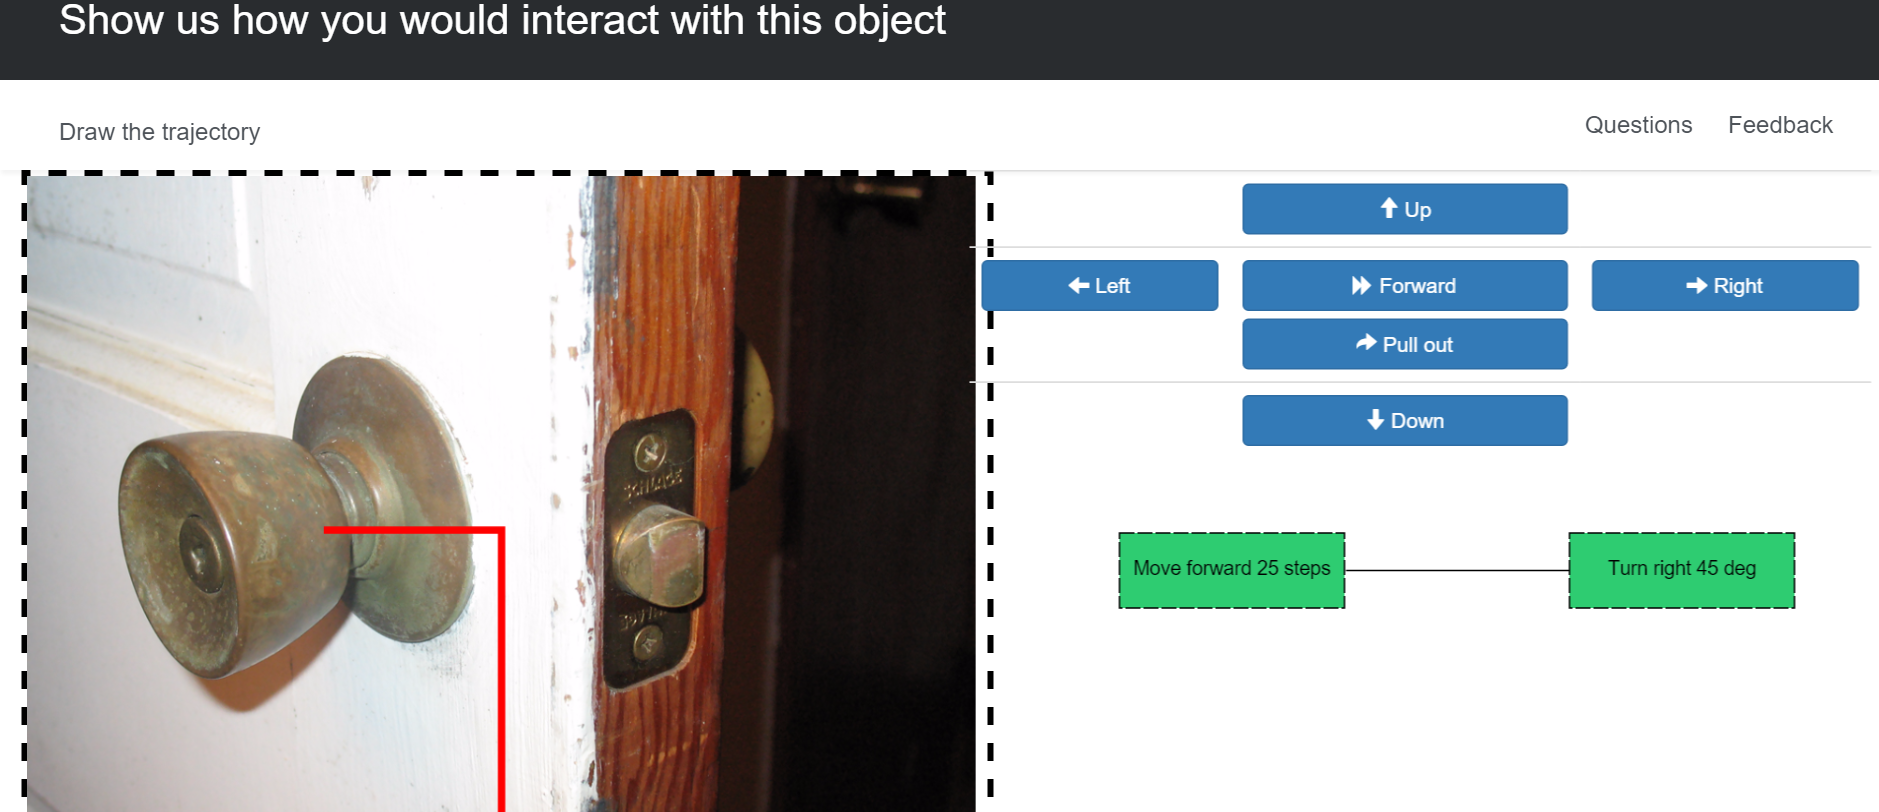 Show us how you would interact with this object
Draw the trajectory
Questions
Feedback
Up
Left
Forward
Right
Pull out
Down
Move forward 25 steps
Turn right 45 deg
SCHLAGE